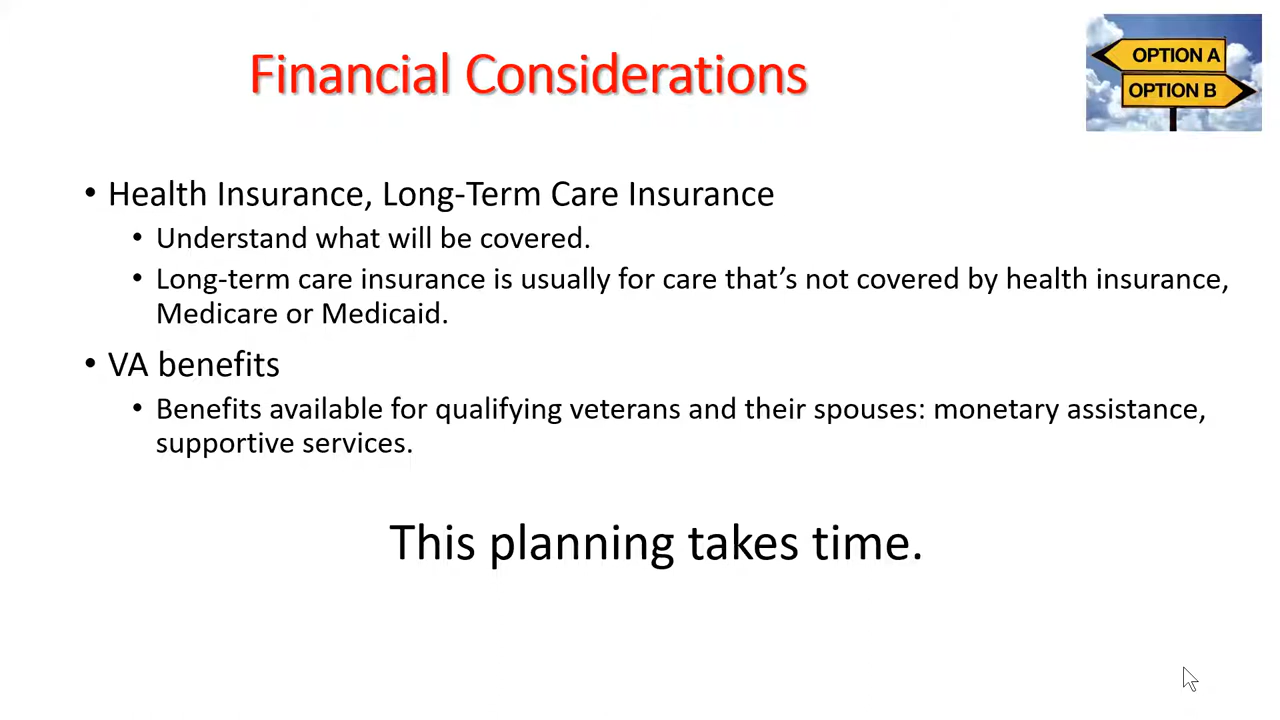 Financial Considerations
OPTION A
OPTION B
• Health Insurance, Long-Term Care Insurance
• Understand what will be covered.
• Long-term care insurance is usually for care that’s not covered by health insurance,
Medicare or Medicaid.
• VA benefits
• Benefits available for qualifying veterans and their spouses: monetary assistance,
supportive services.
This planning takes time.